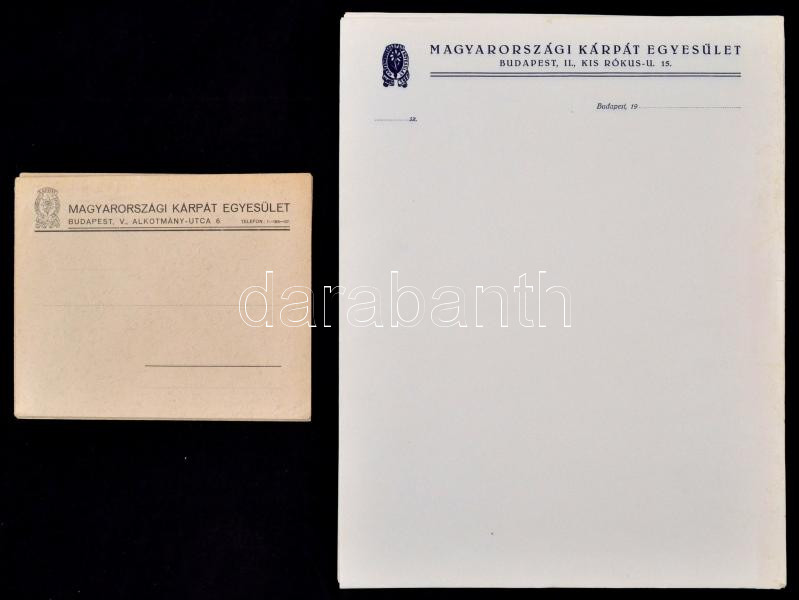 MAGYARORSZÁGI KÁRPÁT EGYESÜLET
BUDAPEST, V., ALKOTMÁNY-UTCA 6. TELEFON:
MAGYARORSZÁGI KÁRPÁT EGYESÜLET
BUDAPEST, II., KIS RÓKUS-U. 15.
Budapest, 19
sz.
darabanth